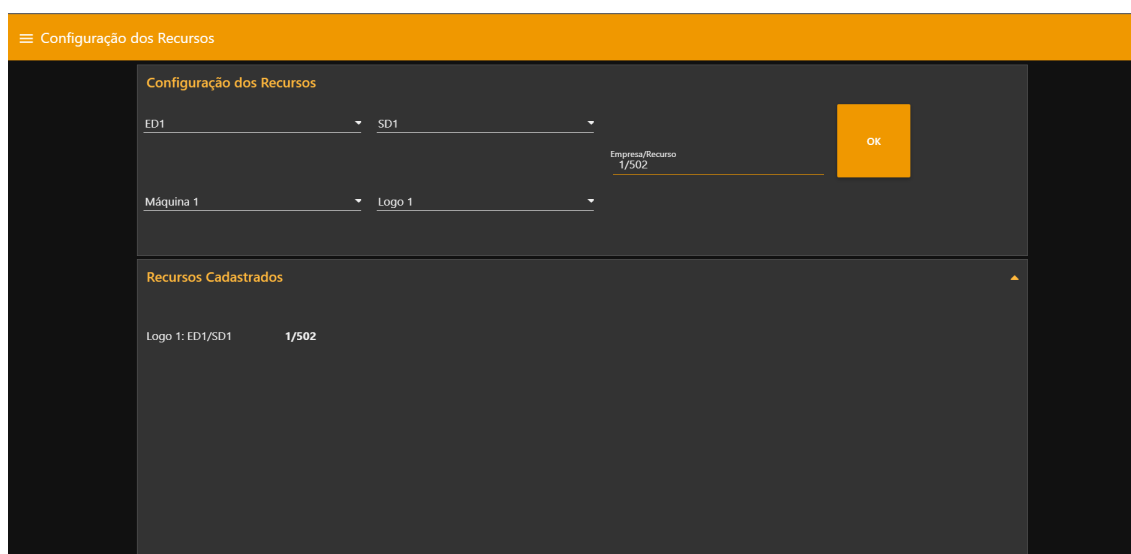 Configuração dos Recursos
Configuração dos Recursos
ED1 SD1
OK
Empresa/Recurso
1/502
Máquina 1 Logo 1
Recursos Cadastrados
Logo 1: ED1/SD1 1/502